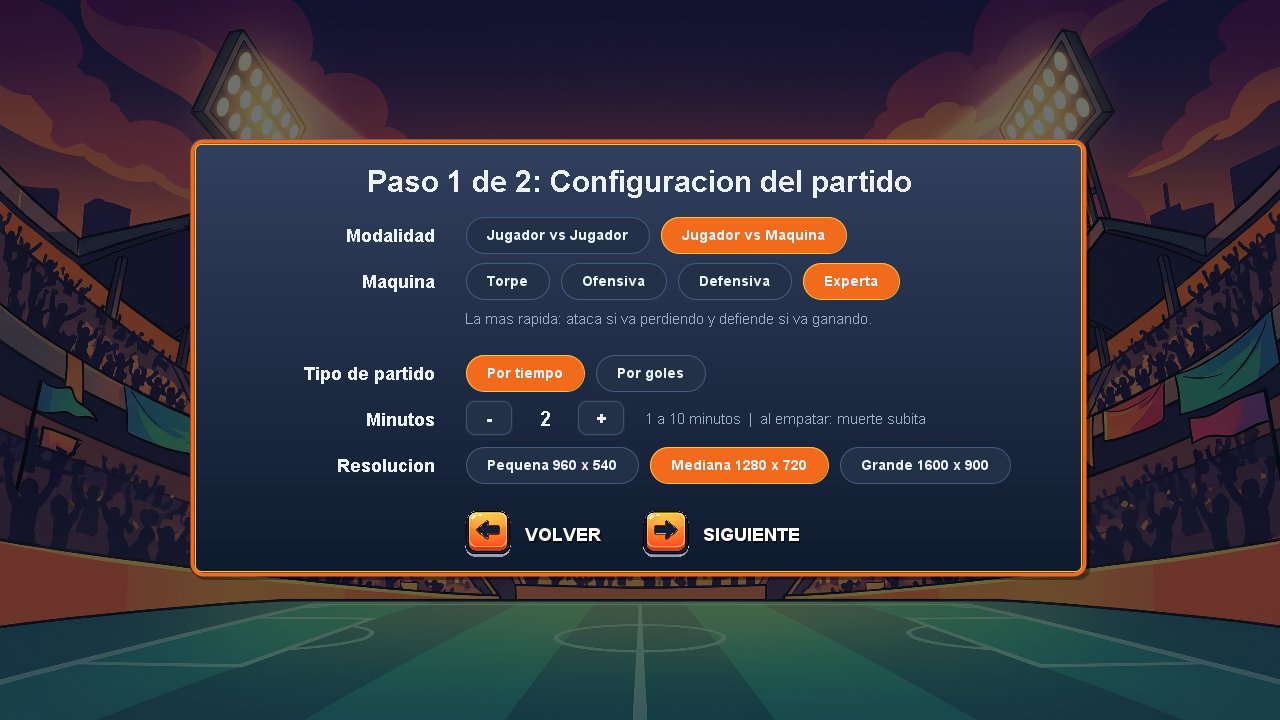 Paso 1 de 2: Configuracion del partido
Modalidad Jugador vs Jugador Jugador vs Maquina
Maquina Torpe Ofensiva Defensiva Experta
La mas rapida: ataca si va perdiendo y defiende si va ganando.
Tipo de partido Por tiempo Por goles
Minutos - 2 + 1 a 10 minutos | al empatar: muerte subita
Resolucion Pequena 960 x 540 Mediana 1280 x 720 Grande 1600 x 900
VOLVER SIGUIENTE